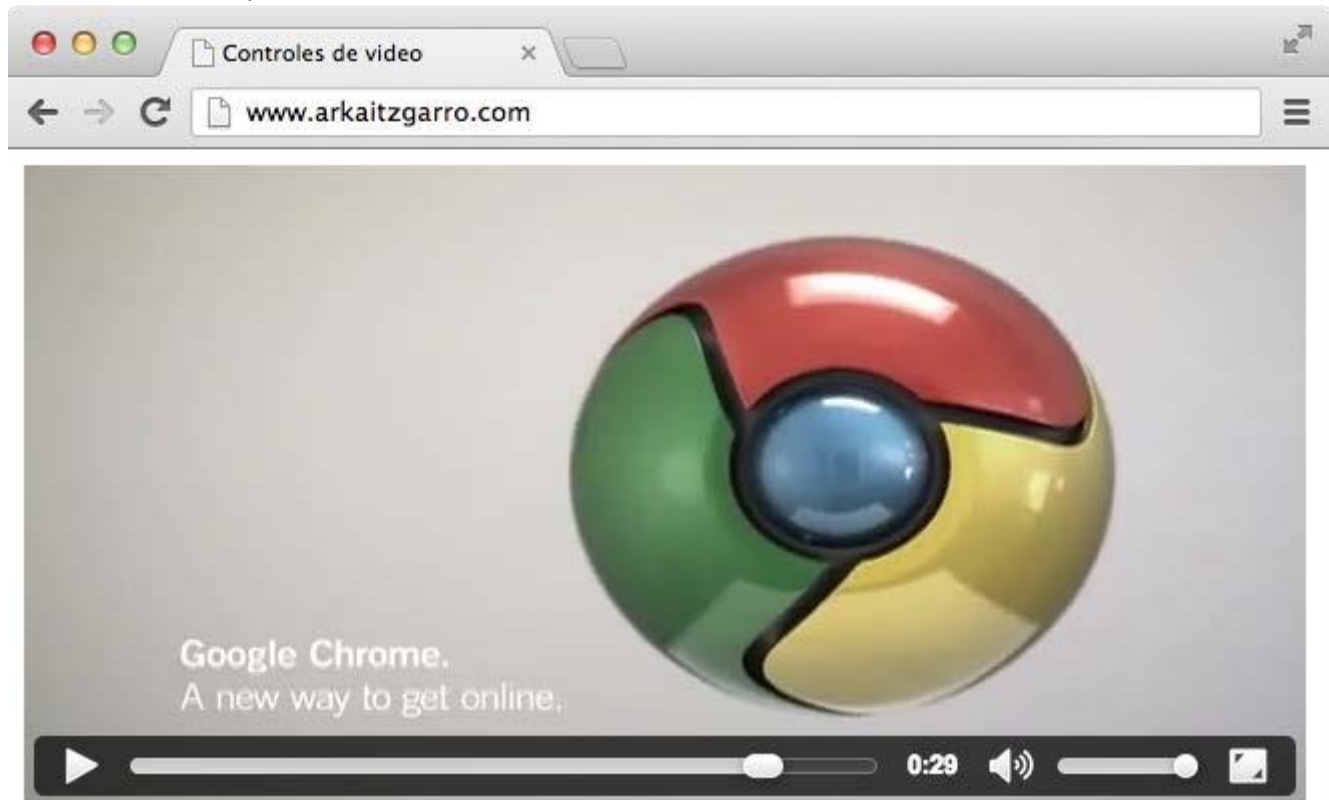 Controles de video
www.arkaitzgarro.com
Google Chrome.
A new way to get online.
0:29